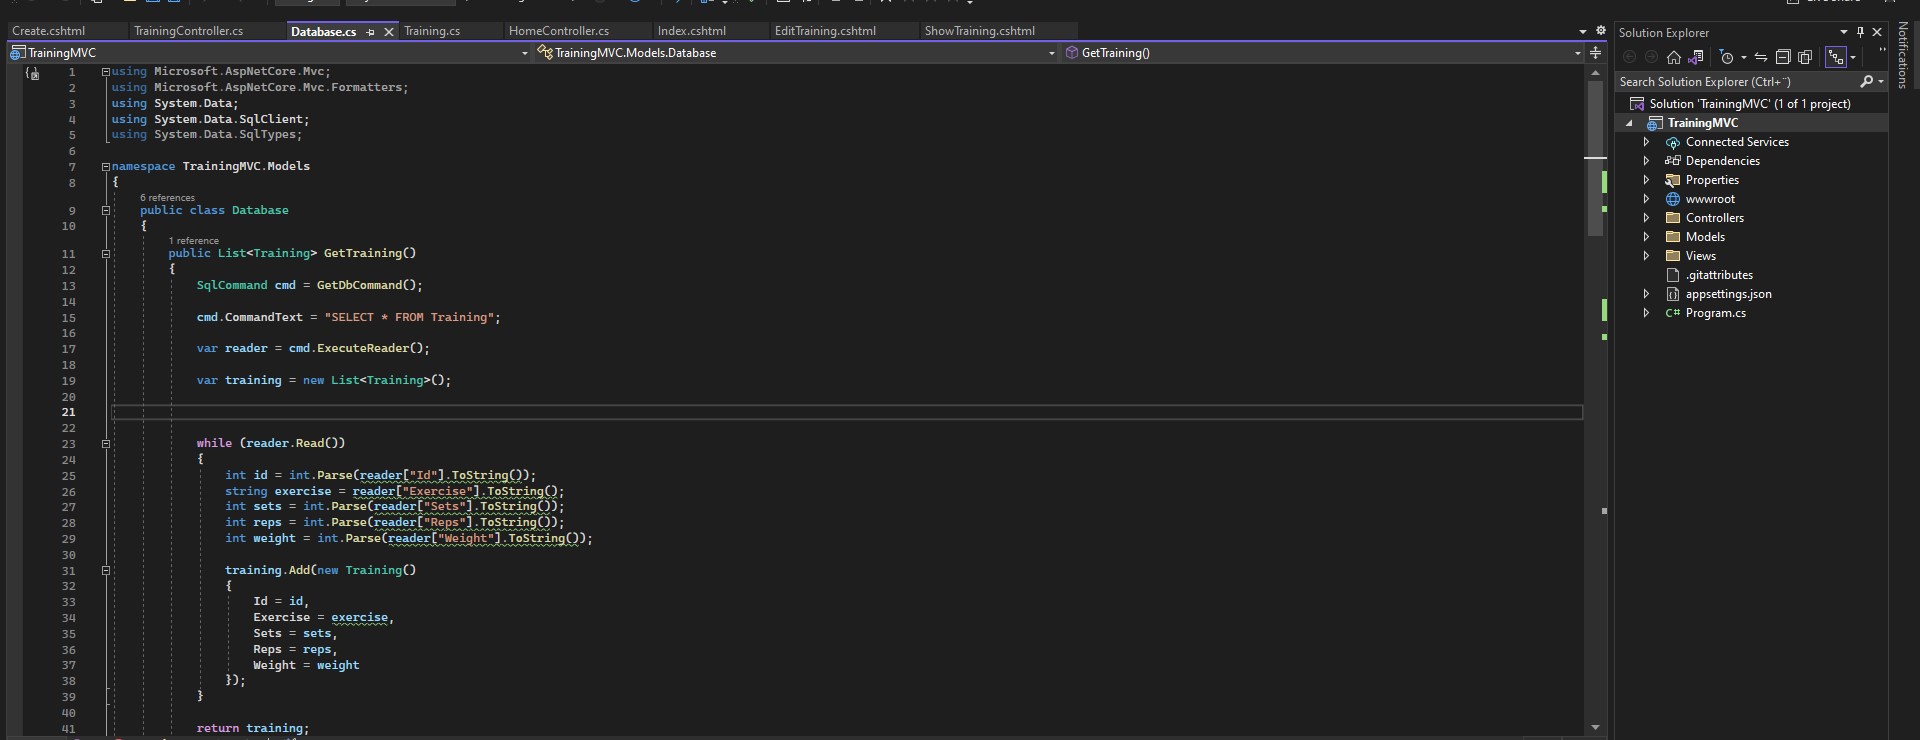 Create.cshtml TrainingController.cs Database.cs Training.cs HomeController.cs Index.cshtml EditTraining.cshtml ShowTraining.cshtml
TrainingMVC TrainingMVC.Models.Database GetTraining()
1 using Microsoft.AspNetCore.Mvc;
2 using Microsoft.AspNetCore.Mvc.Formatters;
3 using System.Data;
4 using System.Data.SqlClient;
5 using System.Data.SqlTypes;
6
7 namespace TrainingMVC.Models
8 {
6 references
9 public class Database
10 {
1 reference
11 public List<Training> GetTraining()
12 {
13 SqlCommand cmd = GetDbCommand();
14
15 cmd.CommandText = "SELECT * FROM Training";
16
17 var reader = cmd.ExecuteReader();
18
19 var training = new List<Training>();
20
21
22
23 while (reader.Read())
24 {
25 int id = int.Parse(reader["Id"].ToString());
26 string exercise = reader["Exercise"].ToString();
27 int sets = int.Parse(reader["Sets"].ToString());
28 int reps = int.Parse(reader["Reps"].ToString());
29 int weight = int.Parse(reader["Weight"].ToString());
30
31 training.Add(new Training()
32 {
33 Id = id,
34 Exercise = exercise,
35 Sets = sets,
36 Reps = reps,
37 Weight = weight
38 });
39 }
40
41 return training;
Solution Explorer
Search Solution Explorer (Ctrl+¨)
Solution 'TrainingMVC' (1 of 1 project)
TrainingMVC
Connected Services
Dependencies
Properties
wwwroot
Controllers
Models
Views
.gitattributes
appsettings.json
C# Program.cs
Notifications